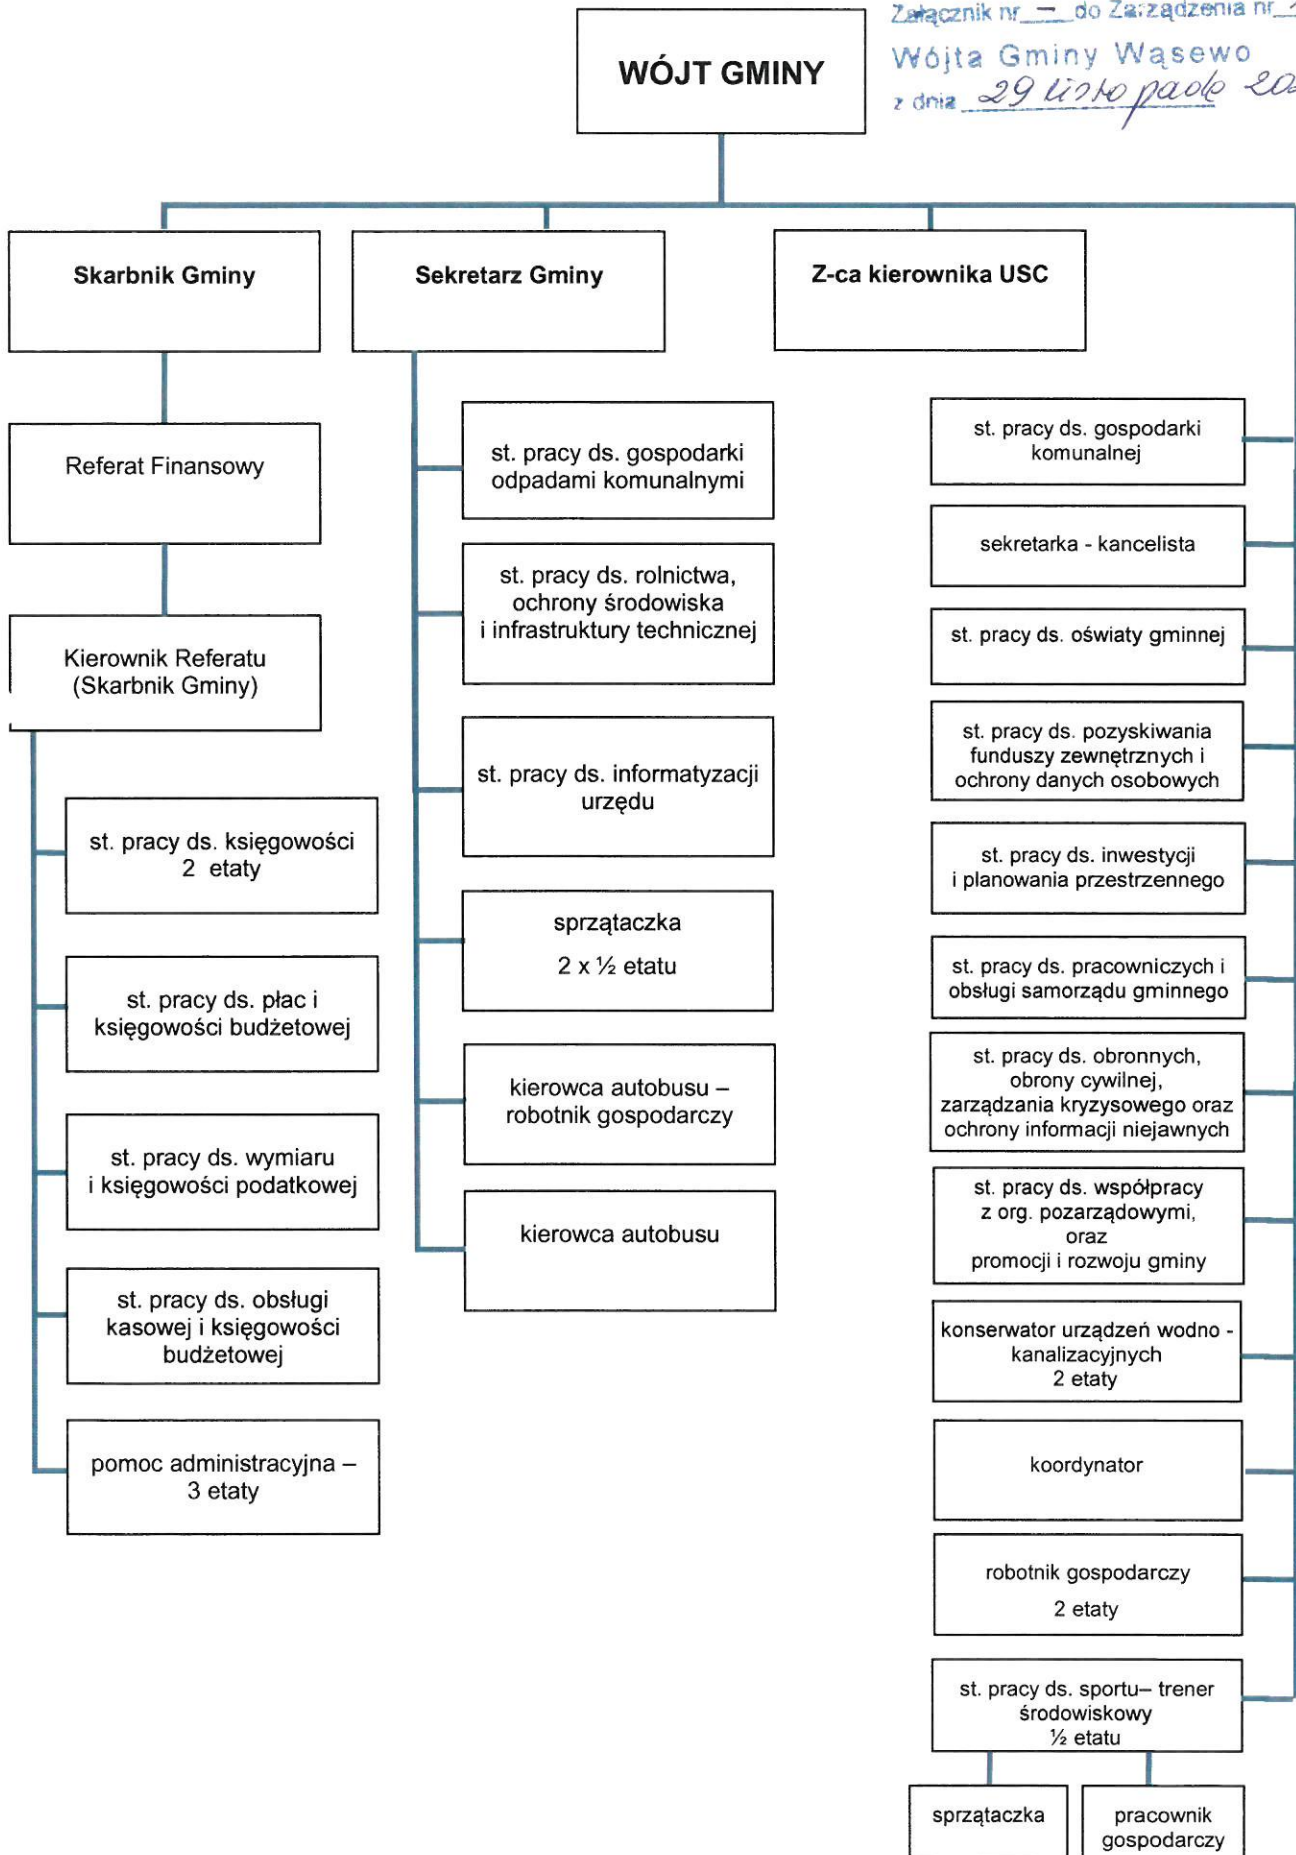 Załącznik nr — do Zarządzenia nr
Wójta Gminy Wąsewo
z dnia 29 listopada
WÓJT GMINY
Skarbnik Gminy
Sekretarz Gminy
Z-ca kierownika USC
Referat Finansowy
Kierownik Referatu
(Skarbnik Gminy)
st. pracy ds. księgowości
2 etaty
st. pracy ds. płac i
księgowości budżetowej
st. pracy ds. wymiaru
i księgowości podatkowej
st. pracy ds. obsługi
kasowej i księgowości
budżetowej
pomoc administracyjna –
3 etaty
st. pracy ds. gospodarki
odpadami komunalnymi
st. pracy ds. rolnictwa,
ochrony środowiska
i infrastruktury technicznej
st. pracy ds. informatyzacji
urzędu
sprzątaczka
2 x ½ etatu
kierowca autobusu –
robotnik gospodarczy
kierowca autobusu
st. pracy ds. gospodarki
komunalnej
sekretarka - kancelista
st. pracy ds. oświaty gminnej
st. pracy ds. pozyskiwania
funduszy zewnętrznych i
ochrony danych osobowych
st. pracy ds. inwestycji
i planowania przestrzennego
st. pracy ds. pracowniczych i
obsługi samorządu gminnego
st. pracy ds. obronnych,
obrony cywilnej,
zarządzania kryzysowego oraz
ochrony informacji niejawnych
st. pracy ds. współpracy
z org. pozarządowymi,
oraz
promocji i rozwoju gminy
konserwator urządzeń wodno -
kanalizacyjnych
2 etaty
koordynator
robotnik gospodarczy
2 etaty
st. pracy ds. sportu– trener
środowiskowy
½ etatu
sprzątaczka
pracownik
gospodarczy